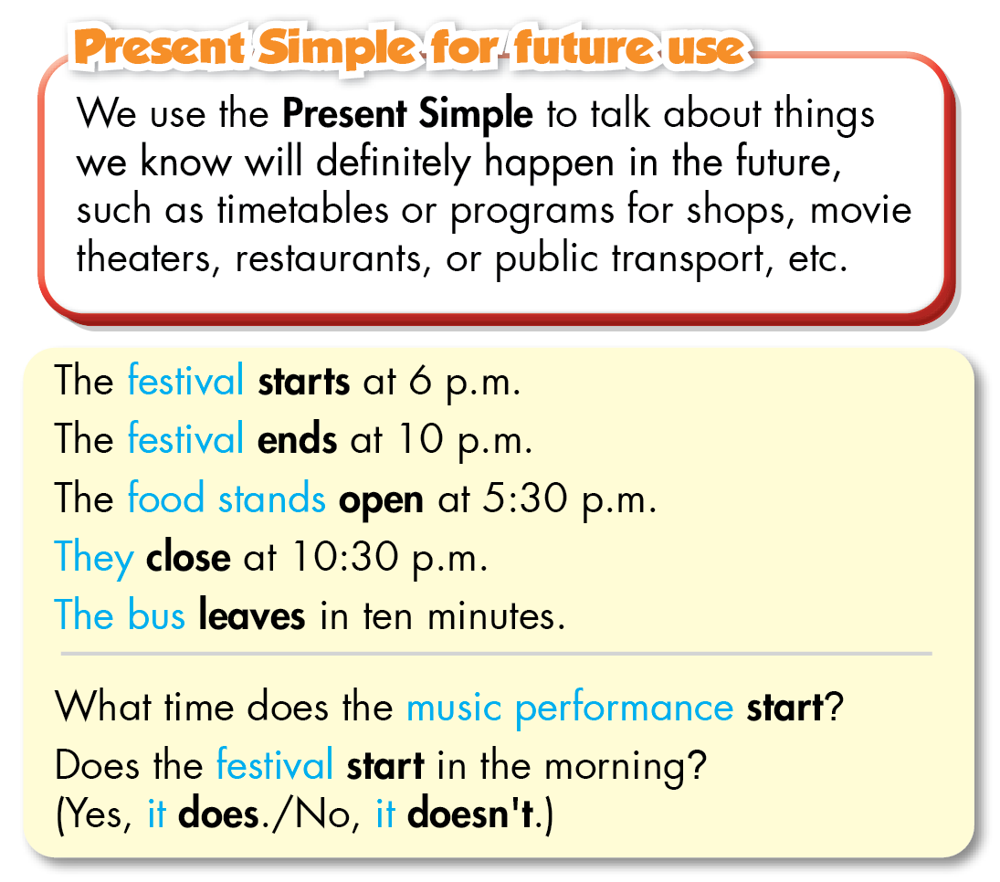 Present Simple for future use
We use the Present Simple to talk about things
we know will definitely happen in the future,
such as timetables or programs for shops, movie
theaters, restaurants, or public transport, etc.
The festival starts at 6 p.m.
The festival ends at 10 p.m.
The food stands open at 5:30 p.m.
They close at 10:30 p.m.
The bus leaves in ten minutes.
What time does the music performance start?
Does the festival start in the morning?
(Yes, it does./No, it doesn't.)